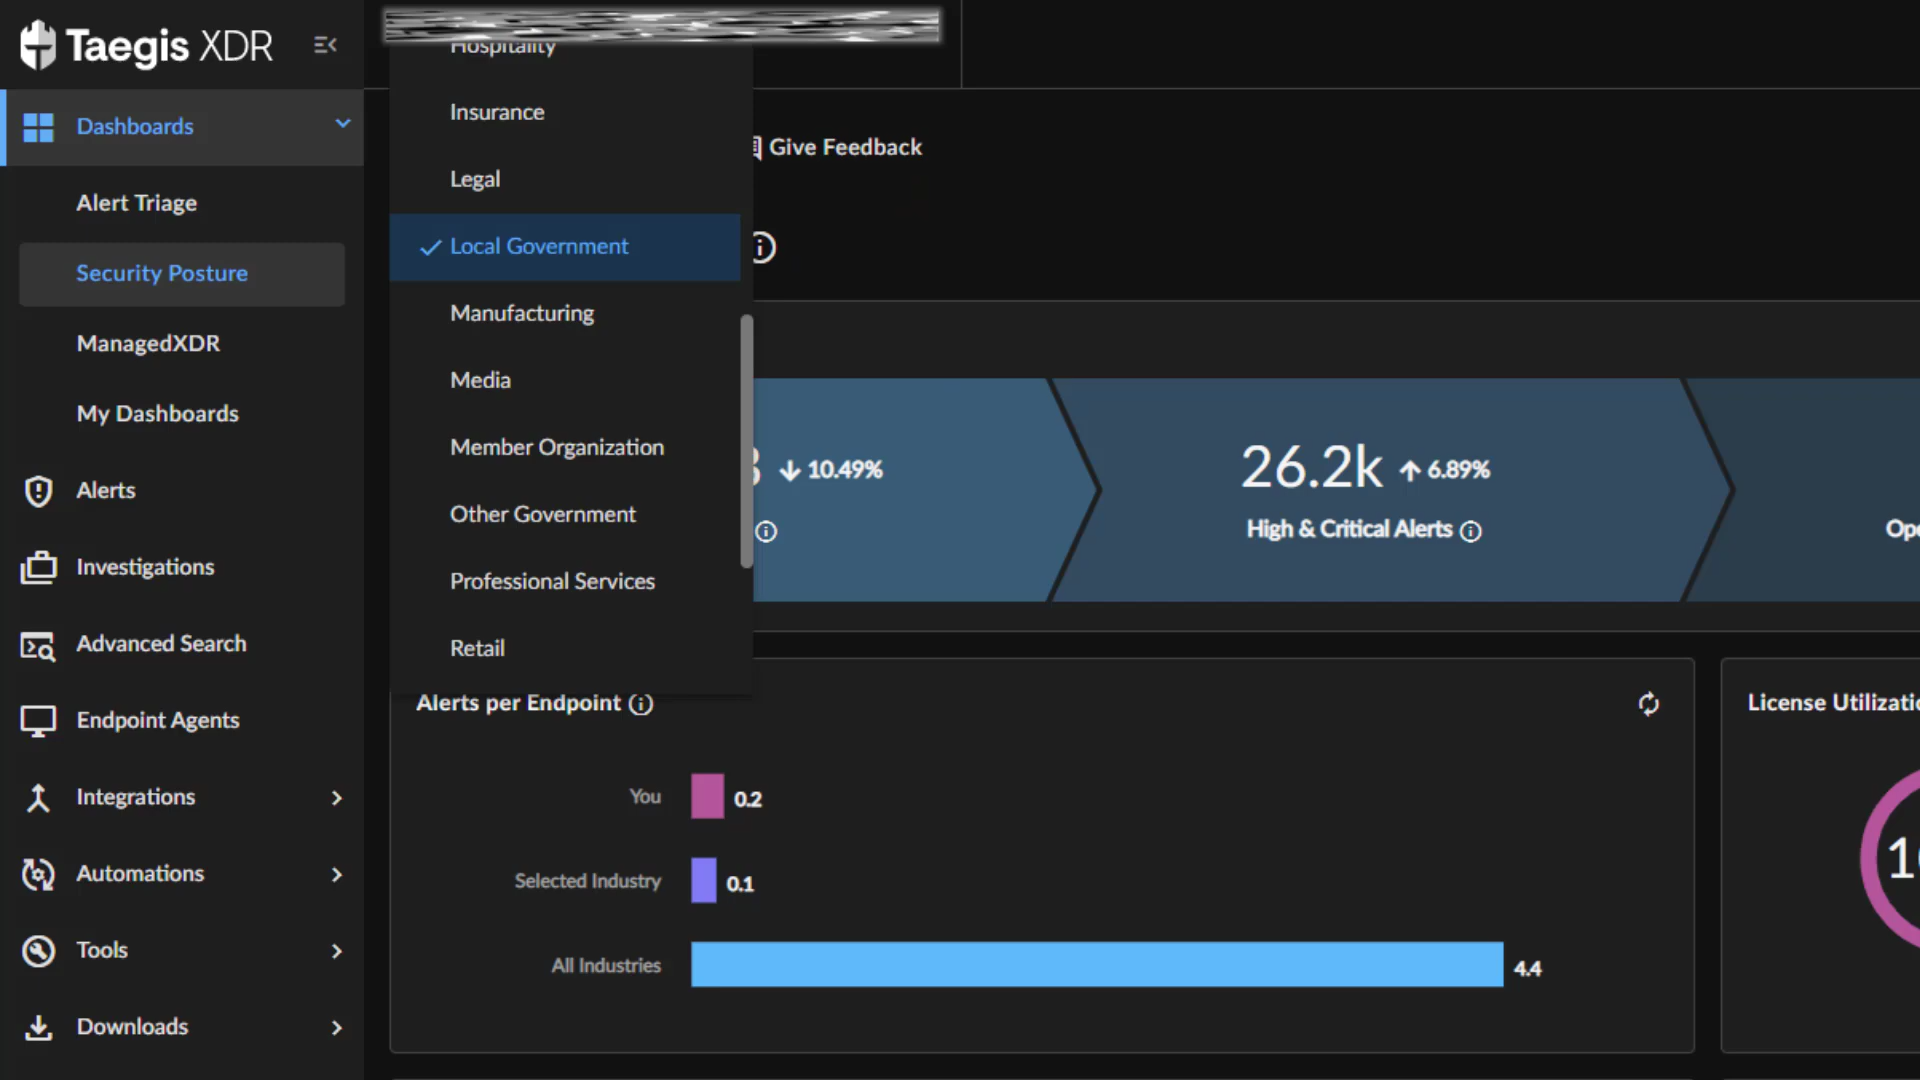 Taegis XDR
Dashboards
Alert Triage
Security Posture
ManagedXDR
My Dashboards
Alerts
Investigations
Advanced Search
Endpoint Agents
Integrations
Automations
Tools
Downloads
Hospitality
Insurance
Legal
Local Government
Manufacturing
Media
Member Organization
Other Government
Professional Services
Retail
Give Feedback
10.49%
26.2k 6.89%
High & Critical Alerts
Alerts per Endpoint
You 0.2
Selected Industry 0.1
All Industries 4.4
License